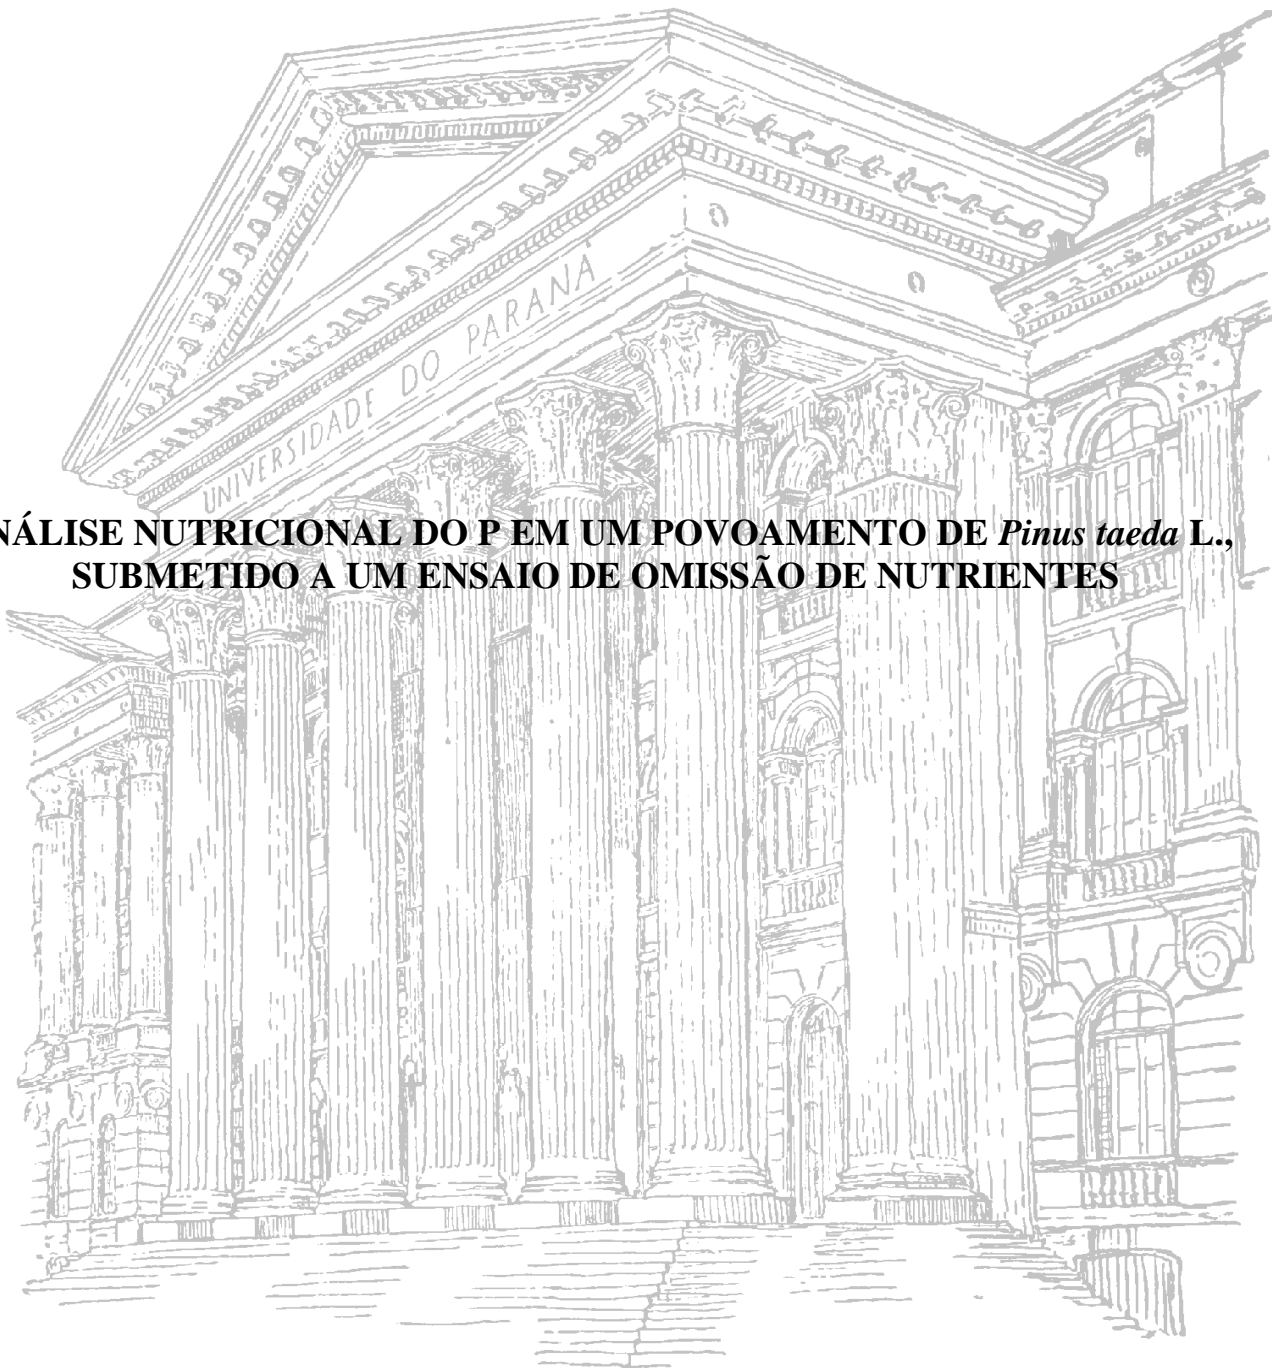 UNIVERSIDADE DO PARANÁ
NÁLISE NUTRICIONAL DO P EM UM POVOAMENTO DE Pinus taeda L.,
SUBMETIDO A UM ENSAIO DE OMISSÃO DE NUTRIENTES